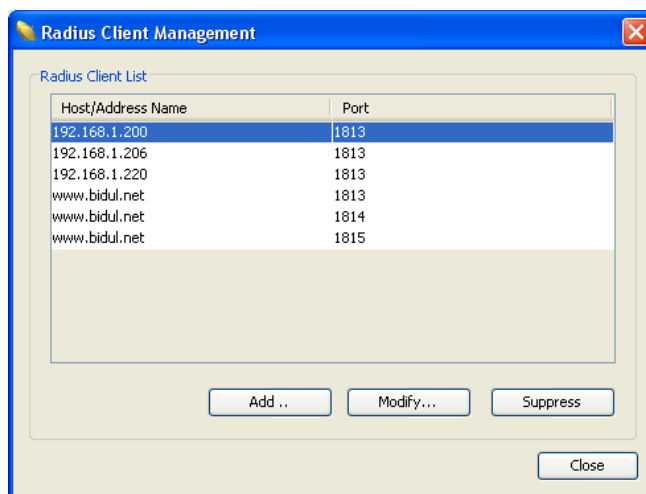 Radius Client Management
Radius Client List
Host/Address Name Port
192.168.1.200 1813
192.168.1.206 1813
192.168.1.220 1813
www.bidul.net 1813
www.bidul.net 1814
www.bidul.net 1815
Add .. Modify... Suppress
Close